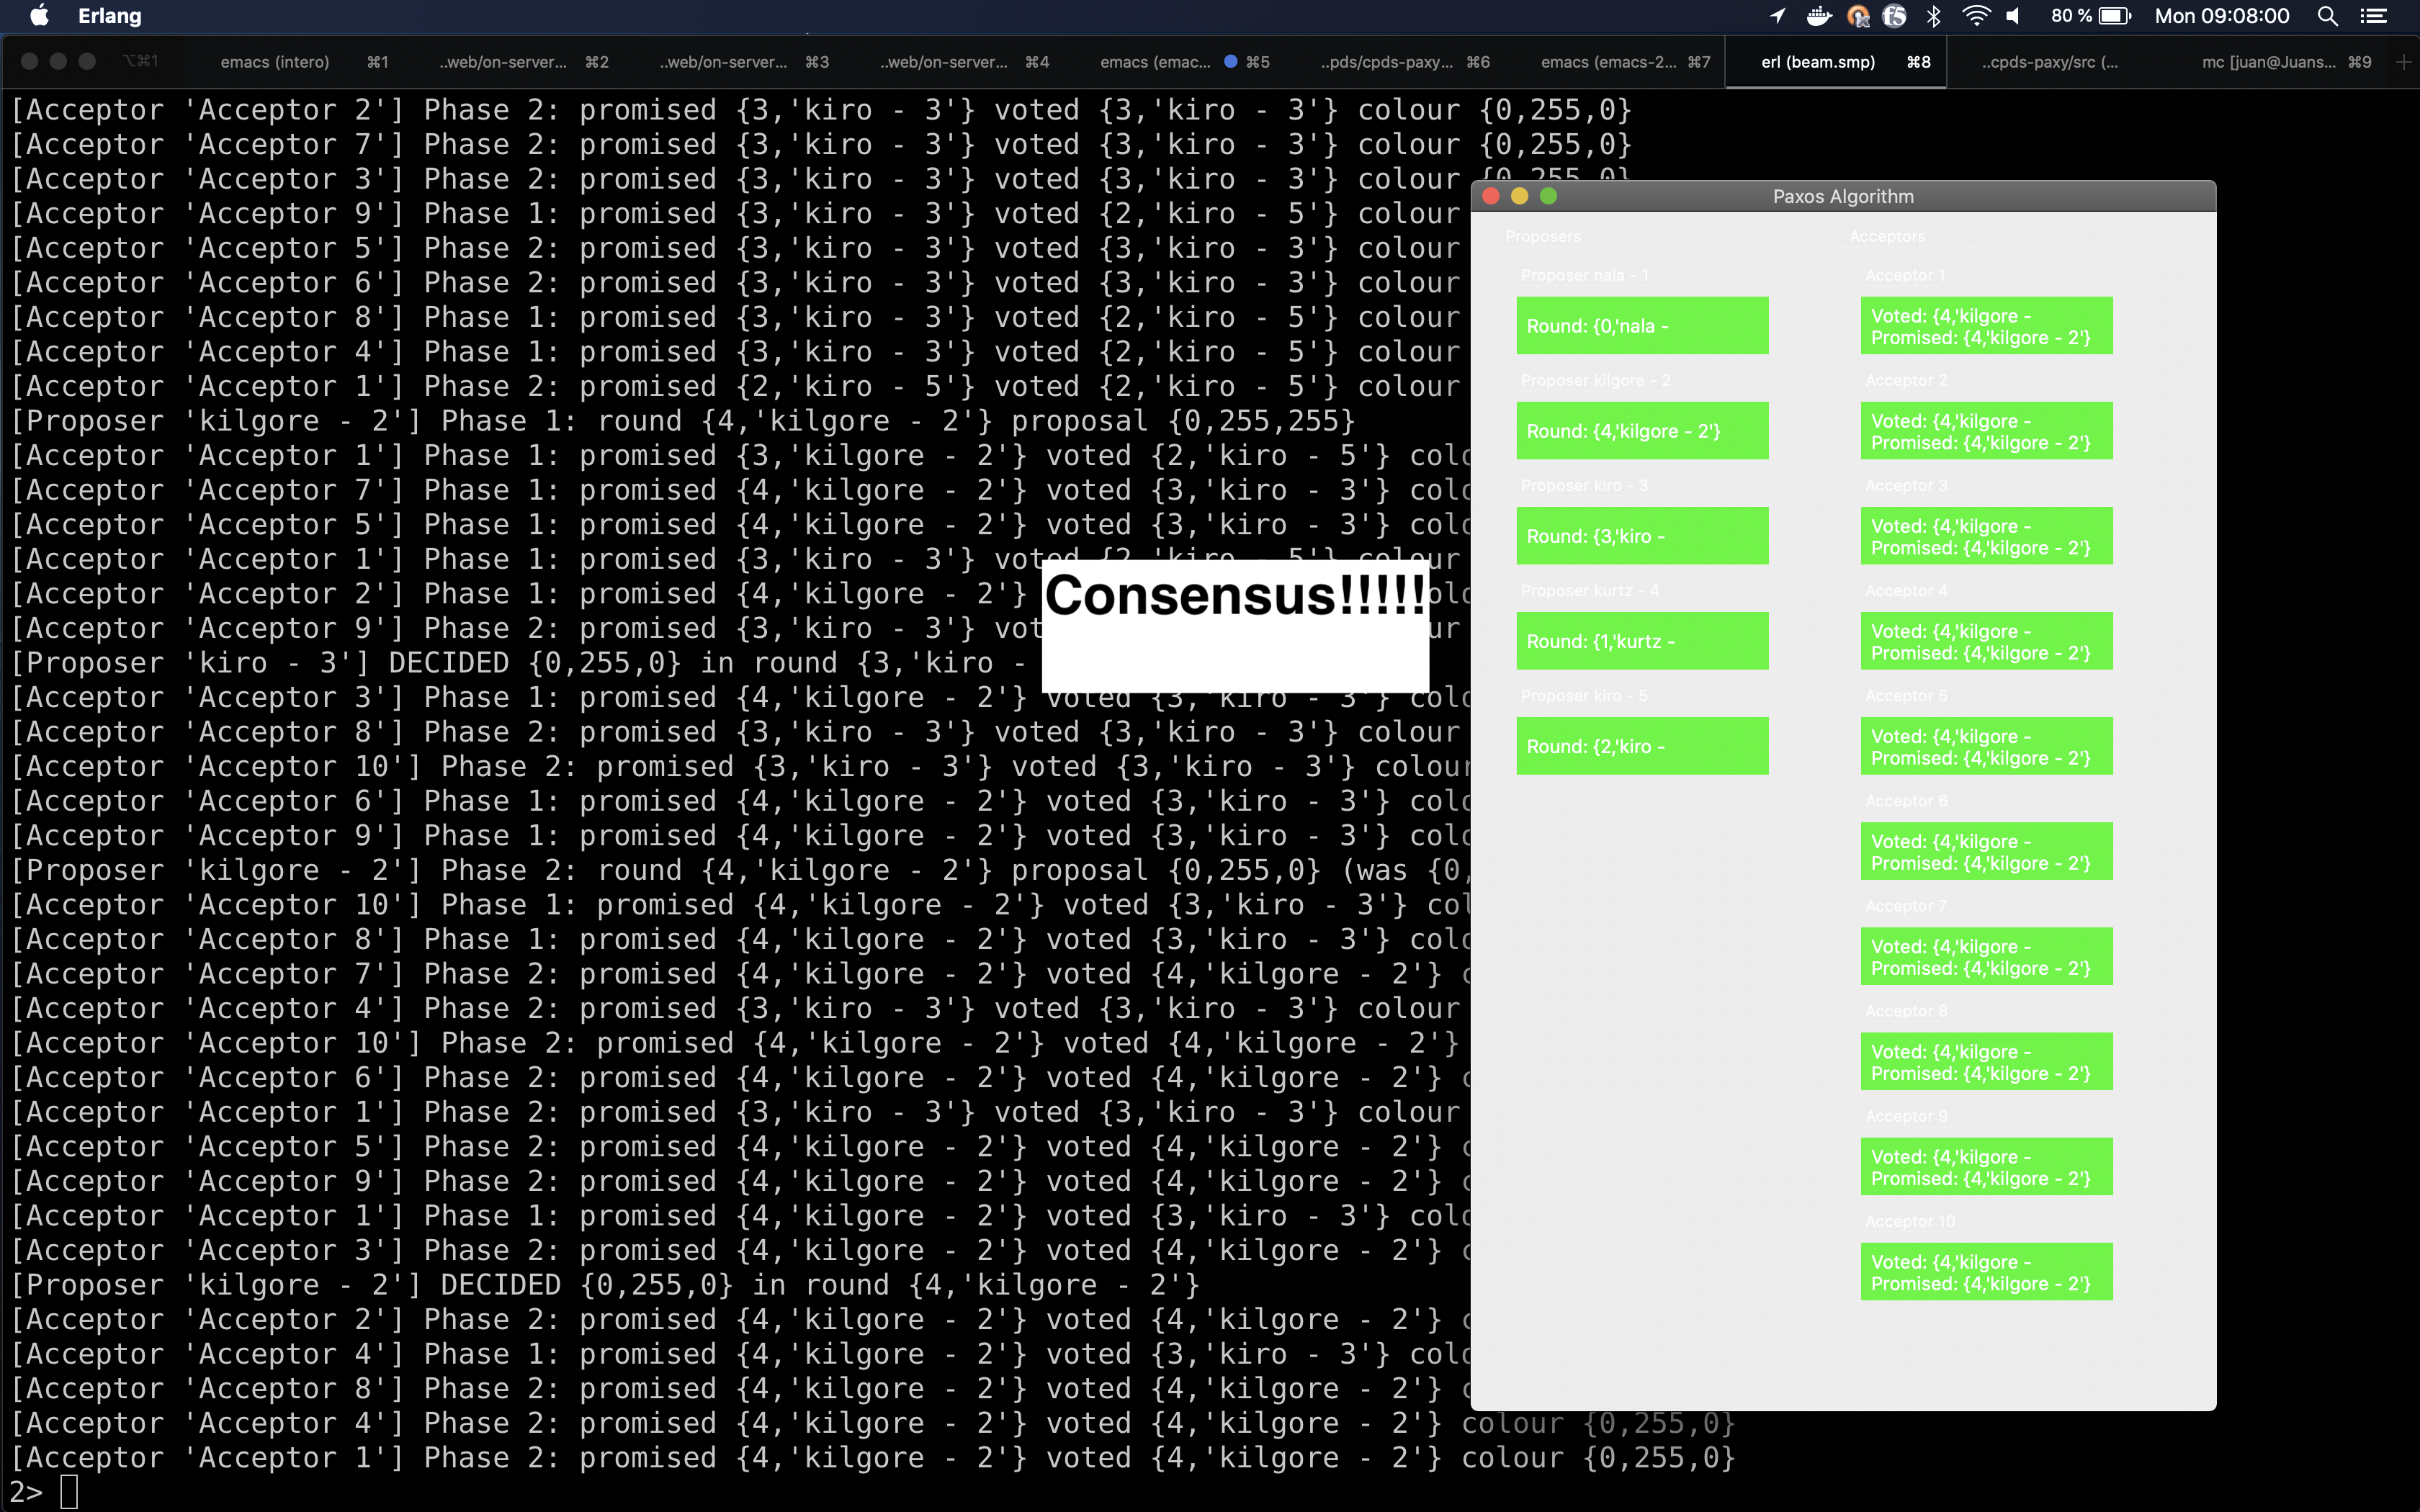 Erlang
80 %
Mon 09:08:00
⌥⌘1
emacs (intero) ⌘1
..web/on-server... ⌘2
..web/on-server... ⌘3
..web/on-server... ⌘4
emacs (emac... ⌘5
..pds/cpds-paxy... ⌘6
emacs (emacs-2... ⌘7
erl (beam.smp) ⌘8
..cpds-paxy/src (...
mc [juan@Juans... ⌘9
[Acceptor 'Acceptor 2'] Phase 2: promised {3,'kiro - 3'} voted {3,'kiro - 3'} colour {0,255,0}
[Acceptor 'Acceptor 7'] Phase 2: promised {3,'kiro - 3'} voted {3,'kiro - 3'} colour {0,255,0}
[Acceptor 'Acceptor 3'] Phase 2: promised {3,'kiro - 3'} voted {3,'kiro - 3'} colour {0,255,0}
[Acceptor 'Acceptor 9'] Phase 1: promised {3,'kiro - 3'} voted {2,'kiro - 5'} colour
[Acceptor 'Acceptor 5'] Phase 2: promised {3,'kiro - 3'} voted {3,'kiro - 3'} colour
[Acceptor 'Acceptor 6'] Phase 2: promised {3,'kiro - 3'} voted {3,'kiro - 3'} colour
[Acceptor 'Acceptor 8'] Phase 1: promised {3,'kiro - 3'} voted {2,'kiro - 5'} colour
[Acceptor 'Acceptor 4'] Phase 1: promised {3,'kiro - 3'} voted {2,'kiro - 5'} colour
[Acceptor 'Acceptor 1'] Phase 2: promised {2,'kiro - 5'} voted {2,'kiro - 5'} colour
[Proposer 'kilgore - 2'] Phase 1: round {4,'kilgore - 2'} proposal {0,255,255}
[Acceptor 'Acceptor 1'] Phase 1: promised {3,'kilgore - 2'} voted {2,'kiro - 5'} colo
[Acceptor 'Acceptor 7'] Phase 1: promised {4,'kilgore - 2'} voted {3,'kiro - 3'} colo
[Acceptor 'Acceptor 5'] Phase 1: promised {4,'kilgore - 2'} voted {3,'kiro - 3'} colo
[Acceptor 'Acceptor 1'] Phase 1: promised {3,'kiro - 3'} voted {2,'kiro - 5'} colour
[Acceptor 'Acceptor 2'] Phase 1: promised {4,'kilgore - 2'} olo
[Acceptor 'Acceptor 9'] Phase 2: promised {3,'kiro - 3'} vot ur
[Proposer 'kiro - 3'] DECIDED {0,255,0} in round {3,'kiro -
[Acceptor 'Acceptor 3'] Phase 1: promised {4,'kilgore - 2'} voted {3,'kiro - 3'} colo
[Acceptor 'Acceptor 8'] Phase 2: promised {3,'kiro - 3'} voted {3,'kiro - 3'} colour
[Acceptor 'Acceptor 10'] Phase 2: promised {3,'kiro - 3'} voted {3,'kiro - 3'} colour
[Acceptor 'Acceptor 6'] Phase 1: promised {4,'kilgore - 2'} voted {3,'kiro - 3'} colo
[Acceptor 'Acceptor 9'] Phase 1: promised {4,'kilgore - 2'} voted {3,'kiro - 3'} colo
[Proposer 'kilgore - 2'] Phase 2: round {4,'kilgore - 2'} proposal {0,255,0} (was {0,
[Acceptor 'Acceptor 10'] Phase 1: promised {4,'kilgore - 2'} voted {3,'kiro - 3'} col
[Acceptor 'Acceptor 8'] Phase 1: promised {4,'kilgore - 2'} voted {3,'kiro - 3'} colo
[Acceptor 'Acceptor 7'] Phase 2: promised {4,'kilgore - 2'} voted {4,'kilgore - 2'} c
[Acceptor 'Acceptor 4'] Phase 2: promised {3,'kiro - 3'} voted {3,'kiro - 3'} colour
[Acceptor 'Acceptor 10'] Phase 2: promised {4,'kilgore - 2'} voted {4,'kilgore - 2'}
[Acceptor 'Acceptor 6'] Phase 2: promised {4,'kilgore - 2'} voted {4,'kilgore - 2'} c
[Acceptor 'Acceptor 1'] Phase 2: promised {3,'kiro - 3'} voted {3,'kiro - 3'} colour
[Acceptor 'Acceptor 5'] Phase 2: promised {4,'kilgore - 2'} voted {4,'kilgore - 2'} c
[Acceptor 'Acceptor 9'] Phase 2: promised {4,'kilgore - 2'} voted {4,'kilgore - 2'} c
[Acceptor 'Acceptor 1'] Phase 1: promised {4,'kilgore - 2'} voted {3,'kiro - 3'} colo
[Acceptor 'Acceptor 3'] Phase 2: promised {4,'kilgore - 2'} voted {4,'kilgore - 2'} c
[Proposer 'kilgore - 2'] DECIDED {0,255,0} in round {4,'kilgore - 2'}
[Acceptor 'Acceptor 2'] Phase 2: promised {4,'kilgore - 2'} voted {4,'kilgore - 2'} c
[Acceptor 'Acceptor 4'] Phase 1: promised {4,'kilgore - 2'} voted {3,'kiro - 3'} colo
[Acceptor 'Acceptor 8'] Phase 2: promised {4,'kilgore - 2'} voted {4,'kilgore - 2'} c
[Acceptor 'Acceptor 4'] Phase 2: promised {4,'kilgore - 2'} voted {4,'kilgore - 2'} colour {0,255,0}
[Acceptor 'Acceptor 1'] Phase 2: promised {4,'kilgore - 2'} voted {4,'kilgore - 2'} colour {0,255,0}
2>
Consensus!!!!!
Paxos Algorithm
Proposers
Proposer nala - 1
Round: {0,'nala -
Proposer kilgore - 2
Round: {4,'kilgore - 2'}
Proposer kiro - 3
Round: {3,'kiro -
Proposer kurtz - 4
Round: {1,'kurtz -
Proposer kiro - 5
Round: {2,'kiro -
Acceptors
Acceptor 1
Voted: {4,'kilgore -
Promised: {4,'kilgore - 2'}
Acceptor 2
Voted: {4,'kilgore -
Promised: {4,'kilgore - 2'}
Acceptor 3
Voted: {4,'kilgore -
Promised: {4,'kilgore - 2'}
Acceptor 4
Voted: {4,'kilgore -
Promised: {4,'kilgore - 2'}
Acceptor 5
Voted: {4,'kilgore -
Promised: {4,'kilgore - 2'}
Acceptor 6
Voted: {4,'kilgore -
Promised: {4,'kilgore - 2'}
Acceptor 7
Voted: {4,'kilgore -
Promised: {4,'kilgore - 2'}
Acceptor 8
Voted: {4,'kilgore -
Promised: {4,'kilgore - 2'}
Acceptor 9
Voted: {4,'kilgore -
Promised: {4,'kilgore - 2'}
Acceptor 10
Voted: {4,'kilgore -
Promised: {4,'kilgore - 2'}